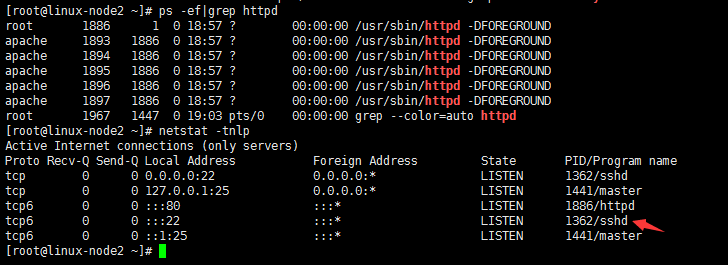 [root@linux-node2 ~]# ps -ef|grep httpd
root      1886     1  0 18:57 ?        00:00:00 /usr/sbin/httpd -DFOREGROUND
apache    1893  1886  0 18:57 ?        00:00:00 /usr/sbin/httpd -DFOREGROUND
apache    1894  1886  0 18:57 ?        00:00:00 /usr/sbin/httpd -DFOREGROUND
apache    1895  1886  0 18:57 ?        00:00:00 /usr/sbin/httpd -DFOREGROUND
apache    1896  1886  0 18:57 ?        00:00:00 /usr/sbin/httpd -DFOREGROUND
apache    1897  1886  0 18:57 ?        00:00:00 /usr/sbin/httpd -DFOREGROUND
root      1967  1447  0 19:03 pts/0    00:00:00 grep --color=auto httpd
[root@linux-node2 ~]# netstat -tnlp
Active Internet connections (only servers)
Proto Recv-Q Send-Q Local Address           Foreign Address         State       PID/Program name
tcp        0      0 0.0.0.0:22              0.0.0.0:*               LISTEN      1362/sshd
tcp        0      0 127.0.0.1:25            0.0.0.0:*               LISTEN      1441/master
tcp6       0      0 :::80                   :::*                    LISTEN      1886/httpd
tcp6       0      0 :::22                   :::*                    LISTEN      1362/sshd
tcp6       0      0 ::1:25                  :::*                    LISTEN      1441/master
[root@linux-node2 ~]#